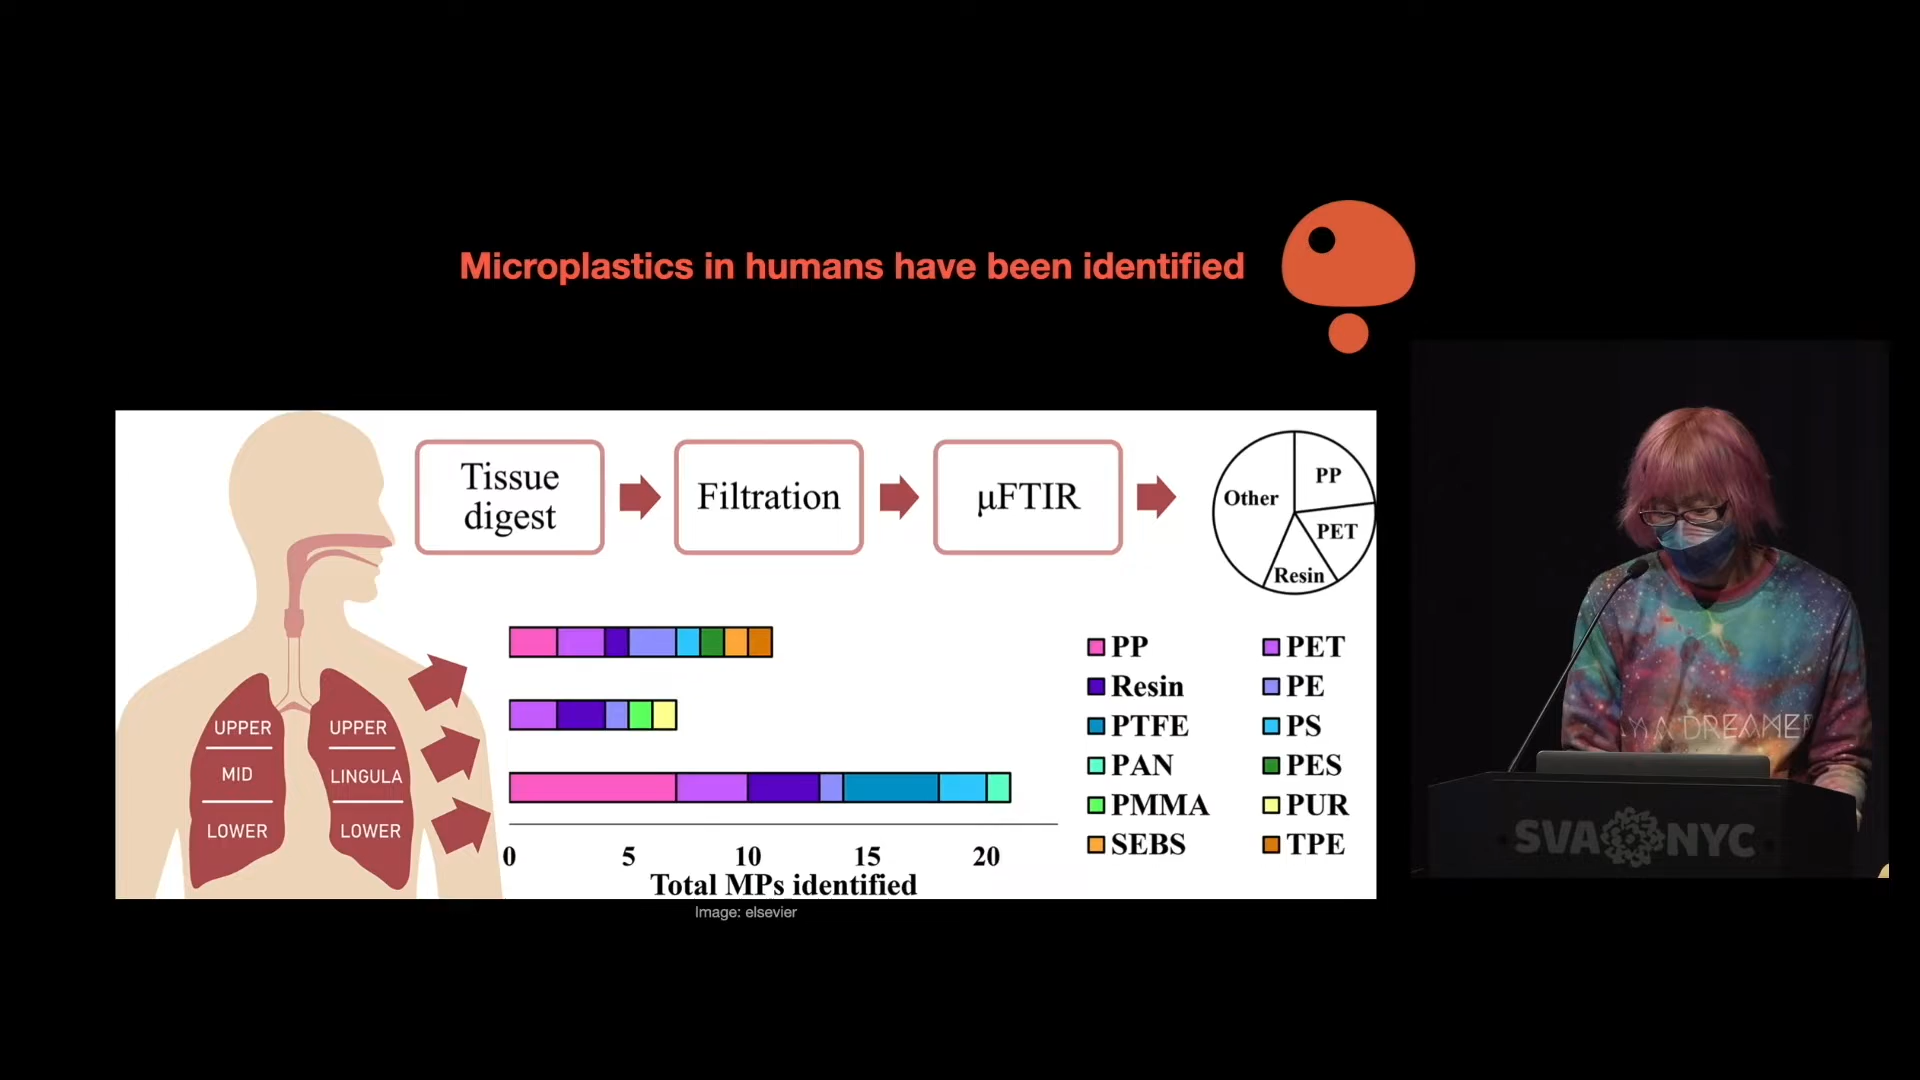 Microplastics in humans have been identified
Tissue
digest
Filtration
μFTIR
Other
PP
PET
Resin
UPPER
MID
LOWER
UPPER
LINGULA
LOWER
0
5
10
15
20
Total MPs identified
PP
PET
Resin
PE
PTFE
PS
PAN
PES
PMMA
PUR
SEBS
TPE
Image: elsevier
A DREAMER
SVA NYC